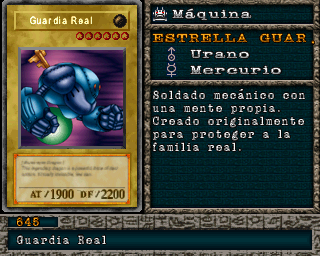 Guardia Real
AT/1900 DF/2200
Máquina
ESTRELLA GUAR.
Urano
Mercurio
Soldado mecánico con
una mente propia.
Creado originalmente
para proteger a la
familia real.
645
Guardia Real